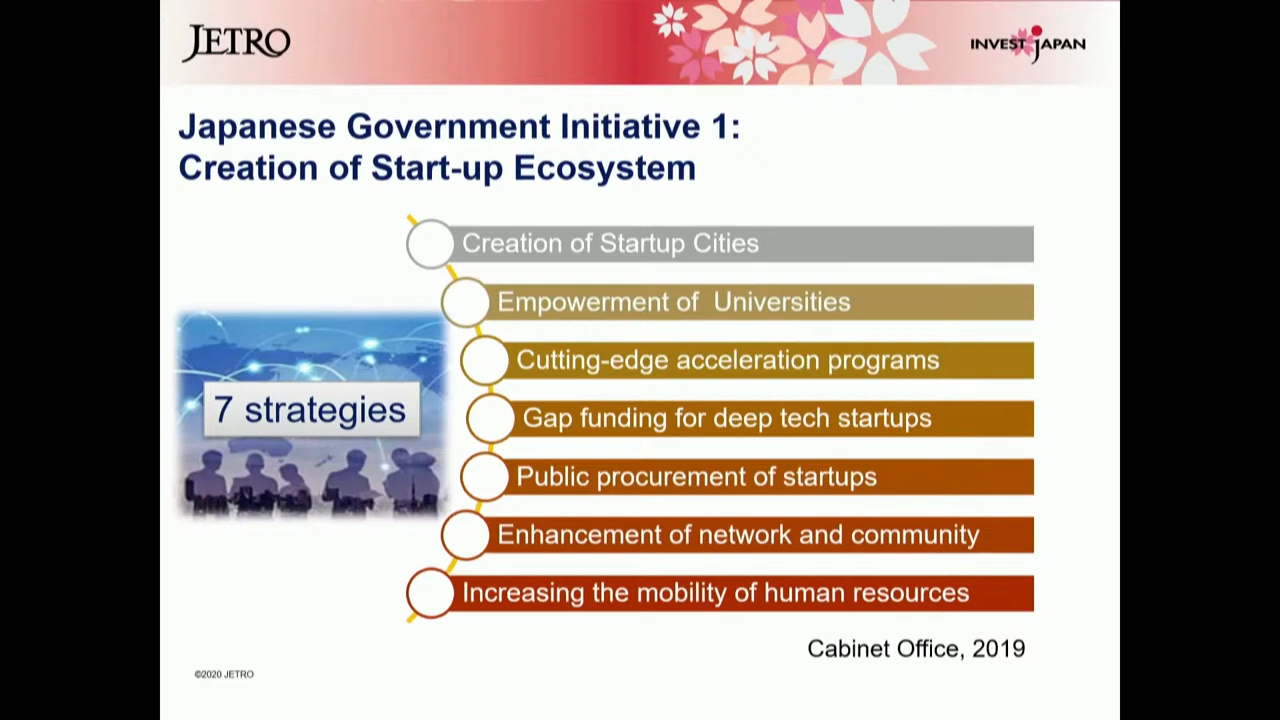 JETRO
INVEST JAPAN
Japanese Government Initiative 1:
Creation of Start-up Ecosystem
Creation of Startup Cities
Empowerment of  Universities
Cutting-edge acceleration programs
7 strategies
Gap funding for deep tech startups
Public procurement of startups
Enhancement of network and community
Increasing the mobility of human resources
Cabinet Office, 2019
©2020 JETRO